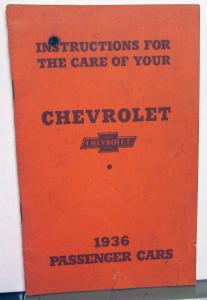 INSTRUCTIONS FOR
THE CARE OF YOUR
CHEVROLET
CHEVROLET
1936
PASSENGER CARS